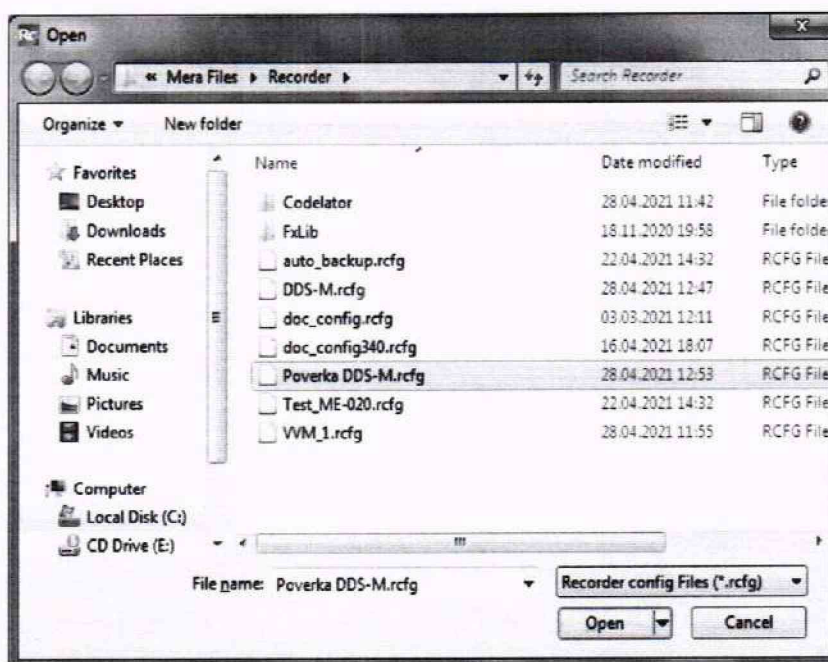 Rc Open
« Mera Files ▸ Recorder ▸
Search Recorder
Organize ▾ New folder
Name Date modified Type
Favorites
Desktop
Downloads
Recent Places
Libraries
Documents
Music
Pictures
Videos
Computer
Local Disk (C:)
CD Drive (E:)
Codelator 28.04.2021 11:42 File folde
FxLib 18.11.2020 19:58 File folde
auto_backup.rcfg 22.04.2021 14:32 RCFG File
DDS-M.rcfg 28.04.2021 12:47 RCFG File
doc_config.rcfg 03.03.2021 12:11 RCFG File
doc_config340.rcfg 16.04.2021 18:07 RCFG File
Poverka DDS-M.rcfg 28.04.2021 12:53 RCFG File
Test_ME-020.rcfg 22.04.2021 14:32 RCFG File
VVM_1.rcfg 28.04.2021 11:55 RCFG File
File name: Poverka DDS-M.rcfg
Recorder config Files (*.rcfg)
Open Cancel